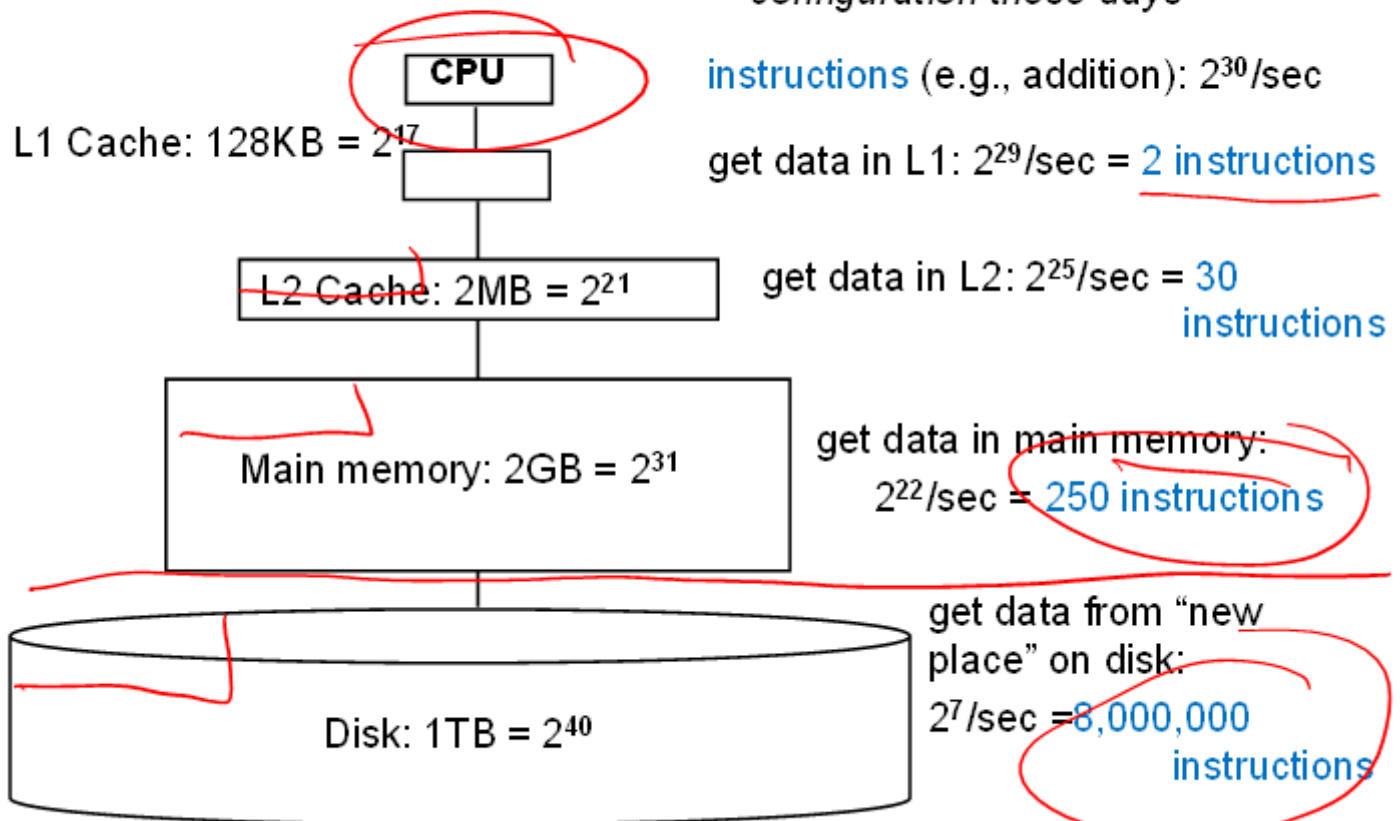 configuration these days
CPU
instructions (e.g., addition): 2³⁰/sec
L1 Cache: 128KB = 2¹⁷
get data in L1: 2²⁹/sec = 2 instructions
L2 Cache: 2MB = 2²¹
get data in L2: 2²⁵/sec = 30
instructions
Main memory: 2GB = 2³¹
get data in main memory:
2²²/sec = 250 instructions
get data from “new
place” on disk:
2⁷/sec =8,000,000
instructions
Disk: 1TB = 2⁴⁰